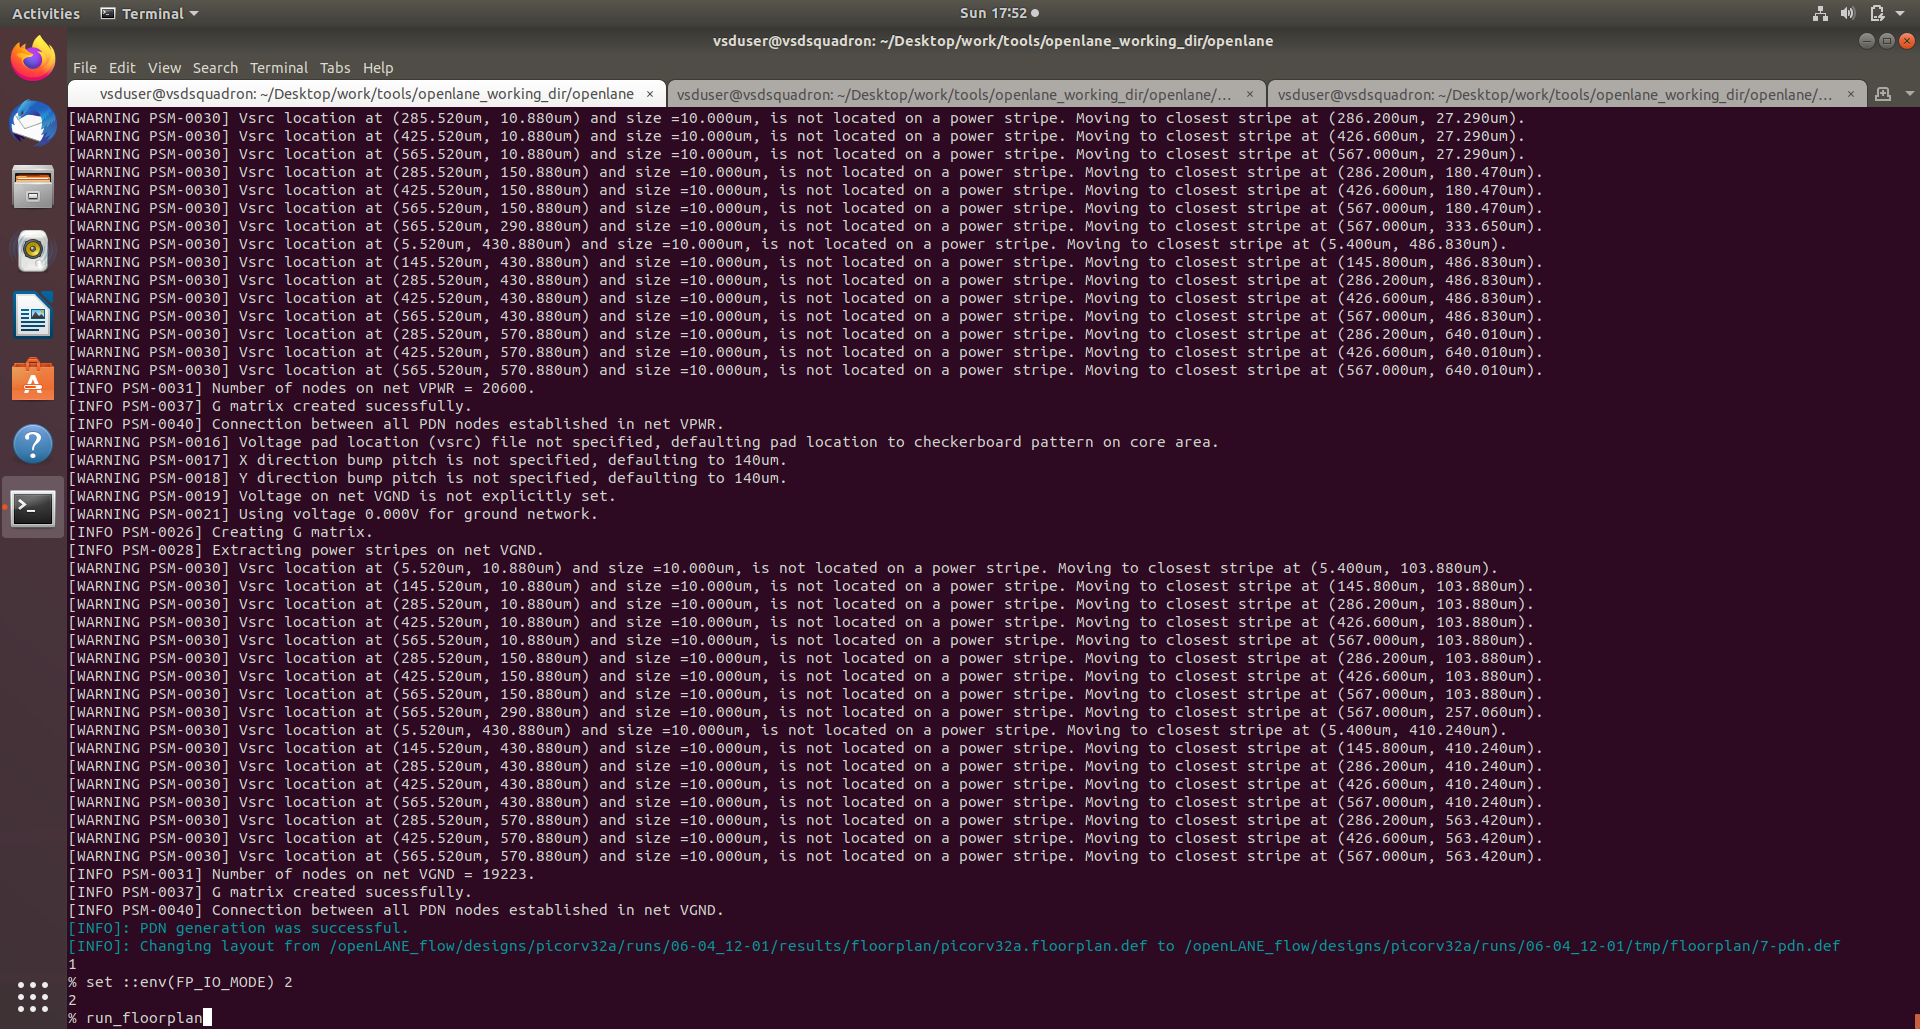 Activities Terminal Sun 17:52
vsduser@vsdsquadron: ~/Desktop/work/tools/openlane_working_dir/openlane
File Edit View Search Terminal Tabs Help
vsduser@vsdsquadron: ~/Desktop/work/tools/openlane_working_dir/openlane × vsduser@vsdsquadron: ~/Desktop/work/tools/openlane_working_dir/openlane/... × vsduser@vsdsquadron: ~/Desktop/work/tools/openlane_working_dir/openlane/... ×
[WARNING PSM-0030] Vsrc location at (285.520um, 10.880um) and size =10.000um, is not located on a power stripe. Moving to closest stripe at (286.200um, 27.290um).
[WARNING PSM-0030] Vsrc location at (425.520um, 10.880um) and size =10.000um, is not located on a power stripe. Moving to closest stripe at (426.600um, 27.290um).
[WARNING PSM-0030] Vsrc location at (565.520um, 10.880um) and size =10.000um, is not located on a power stripe. Moving to closest stripe at (567.000um, 27.290um).
[WARNING PSM-0030] Vsrc location at (285.520um, 150.880um) and size =10.000um, is not located on a power stripe. Moving to closest stripe at (286.200um, 180.470um).
[WARNING PSM-0030] Vsrc location at (425.520um, 150.880um) and size =10.000um, is not located on a power stripe. Moving to closest stripe at (426.600um, 180.470um).
[WARNING PSM-0030] Vsrc location at (565.520um, 150.880um) and size =10.000um, is not located on a power stripe. Moving to closest stripe at (567.000um, 180.470um).
[WARNING PSM-0030] Vsrc location at (565.520um, 290.880um) and size =10.000um, is not located on a power stripe. Moving to closest stripe at (567.000um, 333.650um).
[WARNING PSM-0030] Vsrc location at (5.520um, 430.880um) and size =10.000um, is not located on a power stripe. Moving to closest stripe at (5.400um, 486.830um).
[WARNING PSM-0030] Vsrc location at (145.520um, 430.880um) and size =10.000um, is not located on a power stripe. Moving to closest stripe at (145.800um, 486.830um).
[WARNING PSM-0030] Vsrc location at (285.520um, 430.880um) and size =10.000um, is not located on a power stripe. Moving to closest stripe at (286.200um, 486.830um).
[WARNING PSM-0030] Vsrc location at (425.520um, 430.880um) and size =10.000um, is not located on a power stripe. Moving to closest stripe at (426.600um, 486.830um).
[WARNING PSM-0030] Vsrc location at (565.520um, 430.880um) and size =10.000um, is not located on a power stripe. Moving to closest stripe at (567.000um, 486.830um).
[WARNING PSM-0030] Vsrc location at (285.520um, 570.880um) and size =10.000um, is not located on a power stripe. Moving to closest stripe at (286.200um, 640.010um).
[WARNING PSM-0030] Vsrc location at (425.520um, 570.880um) and size =10.000um, is not located on a power stripe. Moving to closest stripe at (426.600um, 640.010um).
[WARNING PSM-0030] Vsrc location at (565.520um, 570.880um) and size =10.000um, is not located on a power stripe. Moving to closest stripe at (567.000um, 640.010um).
[INFO PSM-0031] Number of nodes on net VPWR = 20600.
[INFO PSM-0037] G matrix created sucessfully.
[INFO PSM-0040] Connection between all PDN nodes established in net VPWR.
[WARNING PSM-0016] Voltage pad location (vsrc) file not specified, defaulting pad location to checkerboard pattern on core area.
[WARNING PSM-0017] X direction bump pitch is not specified, defaulting to 140um.
[WARNING PSM-0018] Y direction bump pitch is not specified, defaulting to 140um.
[WARNING PSM-0019] Voltage on net VGND is not explicitly set.
[WARNING PSM-0021] Using voltage 0.000V for ground network.
[INFO PSM-0026] Creating G matrix.
[INFO PSM-0028] Extracting power stripes on net VGND.
[WARNING PSM-0030] Vsrc location at (5.520um, 10.880um) and size =10.000um, is not located on a power stripe. Moving to closest stripe at (5.400um, 103.880um).
[WARNING PSM-0030] Vsrc location at (145.520um, 10.880um) and size =10.000um, is not located on a power stripe. Moving to closest stripe at (145.800um, 103.880um).
[WARNING PSM-0030] Vsrc location at (285.520um, 10.880um) and size =10.000um, is not located on a power stripe. Moving to closest stripe at (286.200um, 103.880um).
[WARNING PSM-0030] Vsrc location at (425.520um, 10.880um) and size =10.000um, is not located on a power stripe. Moving to closest stripe at (426.600um, 103.880um).
[WARNING PSM-0030] Vsrc location at (565.520um, 10.880um) and size =10.000um, is not located on a power stripe. Moving to closest stripe at (567.000um, 103.880um).
[WARNING PSM-0030] Vsrc location at (285.520um, 150.880um) and size =10.000um, is not located on a power stripe. Moving to closest stripe at (286.200um, 103.880um).
[WARNING PSM-0030] Vsrc location at (425.520um, 150.880um) and size =10.000um, is not located on a power stripe. Moving to closest stripe at (426.600um, 103.880um).
[WARNING PSM-0030] Vsrc location at (565.520um, 150.880um) and size =10.000um, is not located on a power stripe. Moving to closest stripe at (567.000um, 103.880um).
[WARNING PSM-0030] Vsrc location at (565.520um, 290.880um) and size =10.000um, is not located on a power stripe. Moving to closest stripe at (567.000um, 257.060um).
[WARNING PSM-0030] Vsrc location at (5.520um, 430.880um) and size =10.000um, is not located on a power stripe. Moving to closest stripe at (5.400um, 410.240um).
[WARNING PSM-0030] Vsrc location at (145.520um, 430.880um) and size =10.000um, is not located on a power stripe. Moving to closest stripe at (145.800um, 410.240um).
[WARNING PSM-0030] Vsrc location at (285.520um, 430.880um) and size =10.000um, is not located on a power stripe. Moving to closest stripe at (286.200um, 410.240um).
[WARNING PSM-0030] Vsrc location at (425.520um, 430.880um) and size =10.000um, is not located on a power stripe. Moving to closest stripe at (426.600um, 410.240um).
[WARNING PSM-0030] Vsrc location at (565.520um, 430.880um) and size =10.000um, is not located on a power stripe. Moving to closest stripe at (567.000um, 410.240um).
[WARNING PSM-0030] Vsrc location at (285.520um, 570.880um) and size =10.000um, is not located on a power stripe. Moving to closest stripe at (286.200um, 563.420um).
[WARNING PSM-0030] Vsrc location at (425.520um, 570.880um) and size =10.000um, is not located on a power stripe. Moving to closest stripe at (426.600um, 563.420um).
[WARNING PSM-0030] Vsrc location at (565.520um, 570.880um) and size =10.000um, is not located on a power stripe. Moving to closest stripe at (567.000um, 563.420um).
[INFO PSM-0031] Number of nodes on net VGND = 19223.
[INFO PSM-0037] G matrix created sucessfully.
[INFO PSM-0040] Connection between all PDN nodes established in net VGND.
[INFO]: PDN generation was successful.
[INFO]: Changing layout from /openLANE_flow/designs/picorv32a/runs/06-04_12-01/results/floorplan/picorv32a.floorplan.def to /openLANE_flow/designs/picorv32a/runs/06-04_12-01/tmp/floorplan/7-pdn.def
1
% set ::env(FP_IO_MODE) 2
2
% run_floorplan